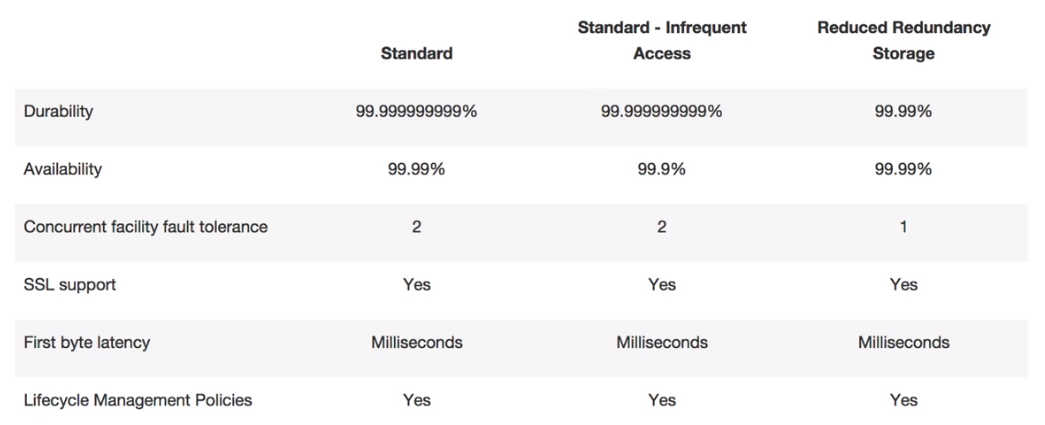 Standard
Standard - Infrequent Access
Reduced Redundancy Storage
Durability 99.999999999% 99.999999999% 99.99%
Availability 99.99% 99.9% 99.99%
Concurrent facility fault tolerance 2 2 1
SSL support Yes Yes Yes
First byte latency Milliseconds Milliseconds Milliseconds
Lifecycle Management Policies Yes Yes Yes